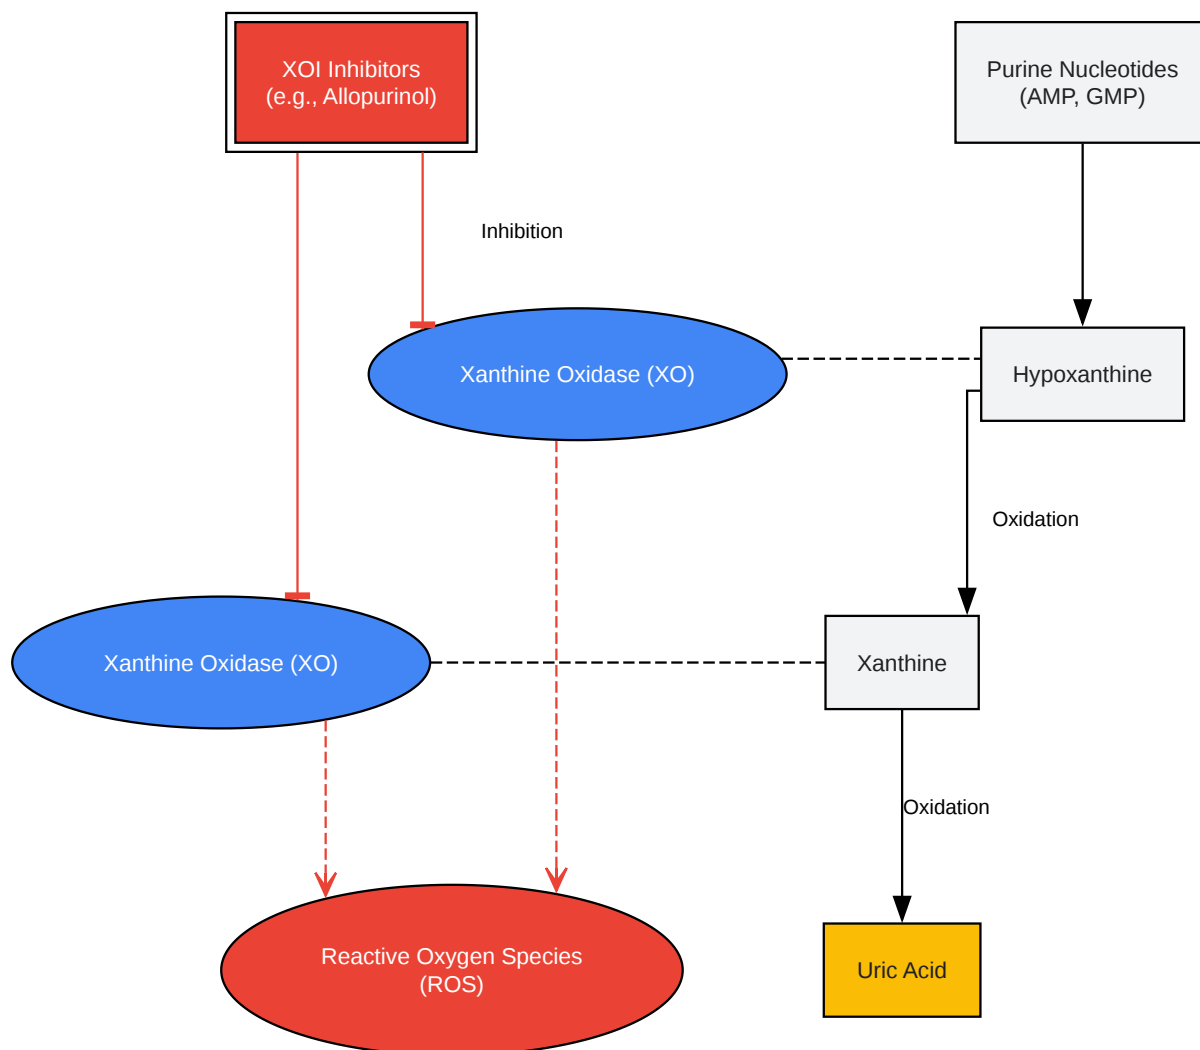 XOI Inhibitors
(e.g., Allopurinol)
Purine Nucleotides
(AMP, GMP)
Inhibition
Xanthine Oxidase (XO)
Hypoxanthine
Oxidation
Xanthine Oxidase (XO)
Xanthine
Oxidation
Reactive Oxygen Species
(ROS)
Uric Acid